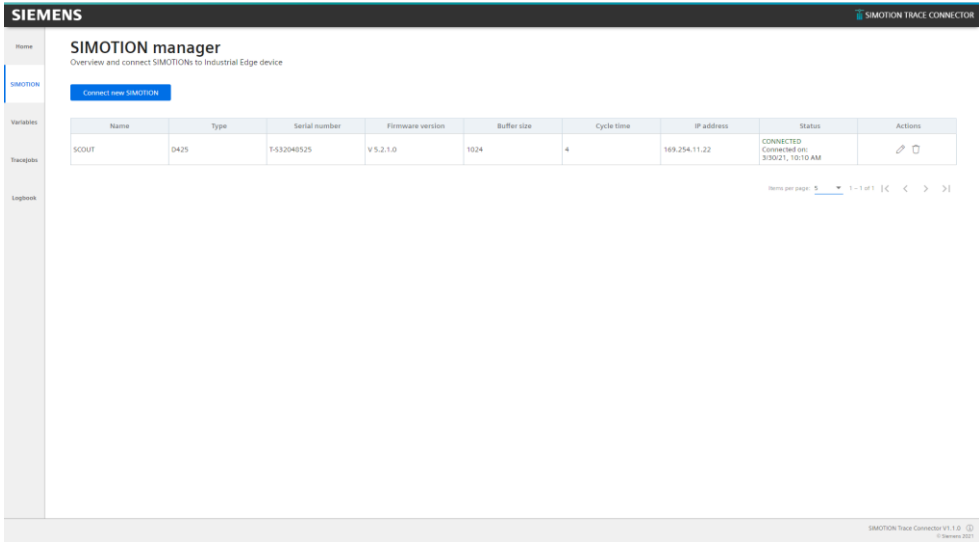 SIEMENS
SIMOTION TRACE CONNECTOR
Home
SIMOTION
Variables
Tracejobs
Logbook
SIMOTION manager
Overview and connect SIMOTIONs to Industrial Edge device
Connect new SIMOTION
Name Type Serial number Firmware version Buffer size Cycle time IP address Status Actions
SCOUT D425 T-S32040525 V 5.2.1.0 1024 4 169.254.11.22 CONNECTED
Connected on:
3/30/21, 10:10 AM
Items per page: 5 1 – 1 of 1
SIMOTION Trace Connector V1.1.0
© Siemens 2021